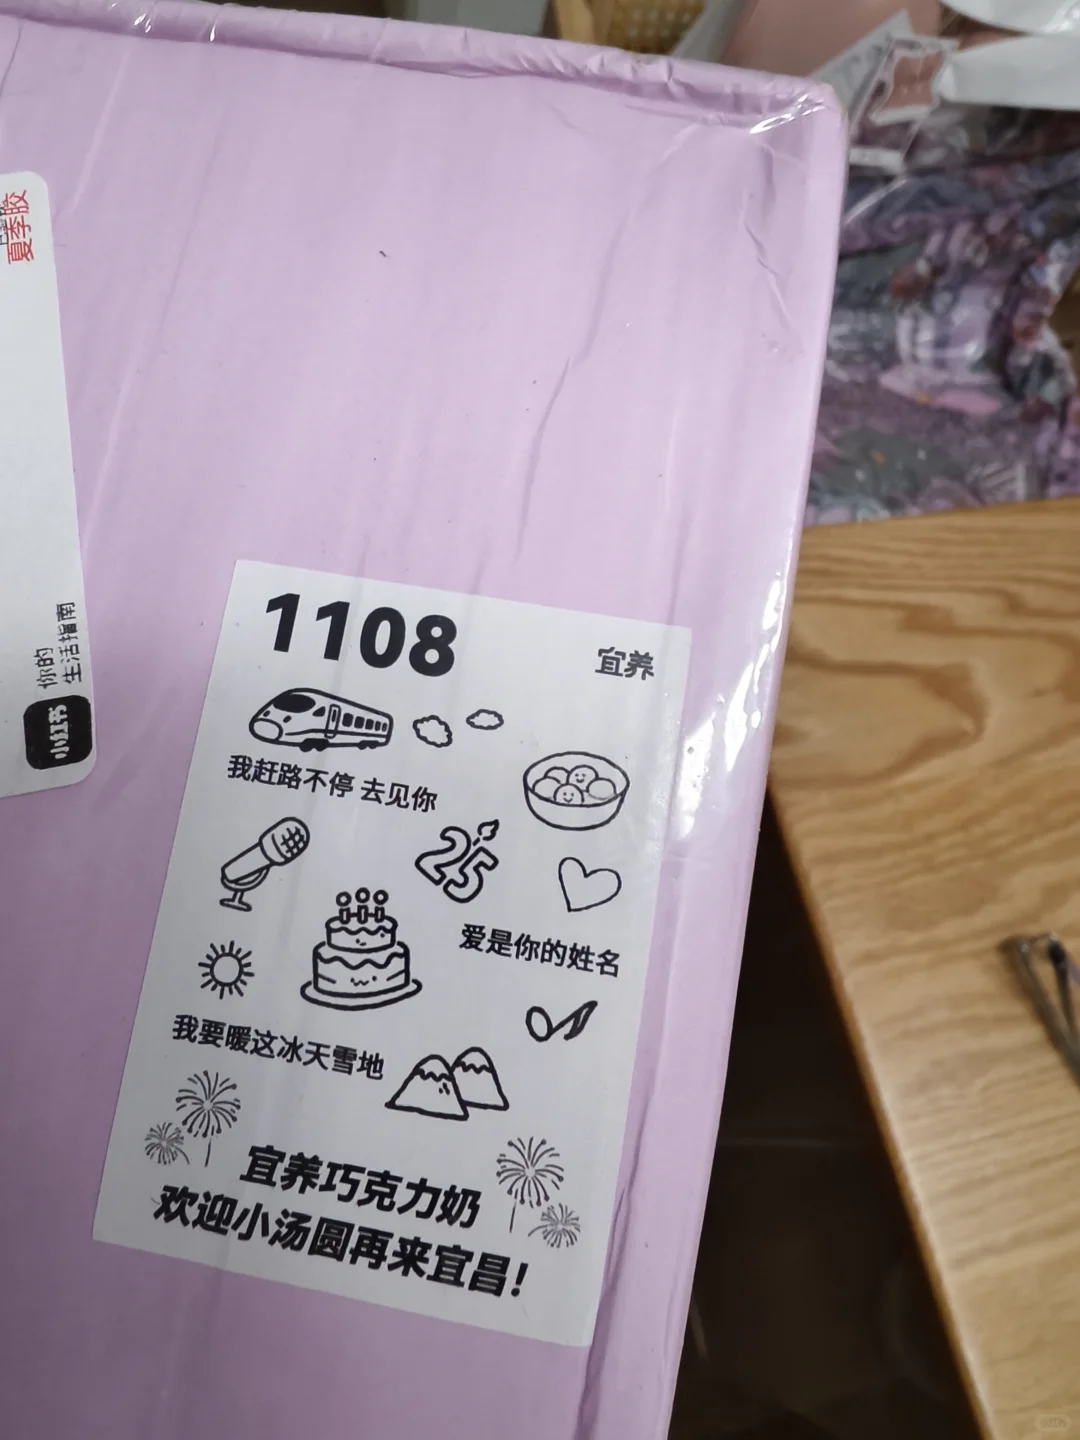 夏季胶
你的
生活指南
小红书
1108
宜养
我赶路不停 去见你
25
爱是你的姓名
我要暖这冰天雪地
宜养巧克力奶
欢迎小汤圆再来宜昌!